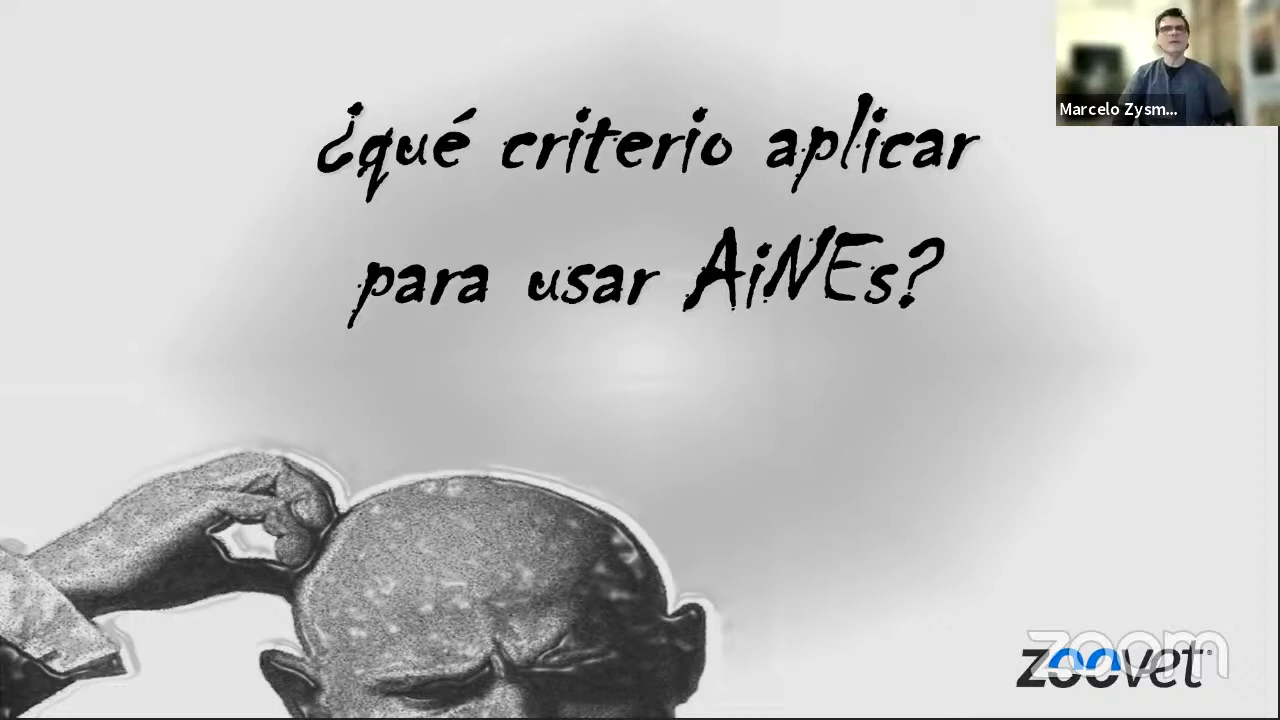 Marcelo Zysm...
¿qué criterio aplicar
para usar AiNEs?
zoom
zoovet